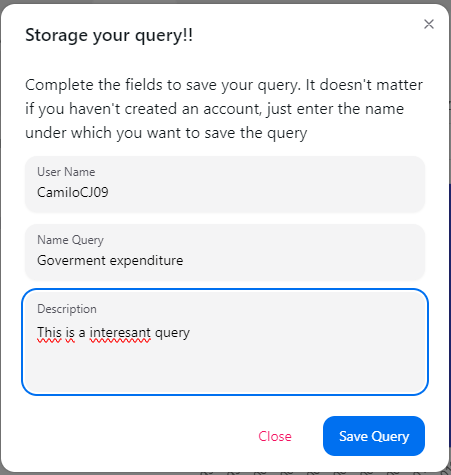 Storage your query!!
Complete the fields to save your query. It doesn't matter
if you haven't created an account, just enter the name
under which you want to save the query
User Name
CamiloCJ09
Name Query
Goverment expenditure
Description
This is a interesant query
Close
Save Query